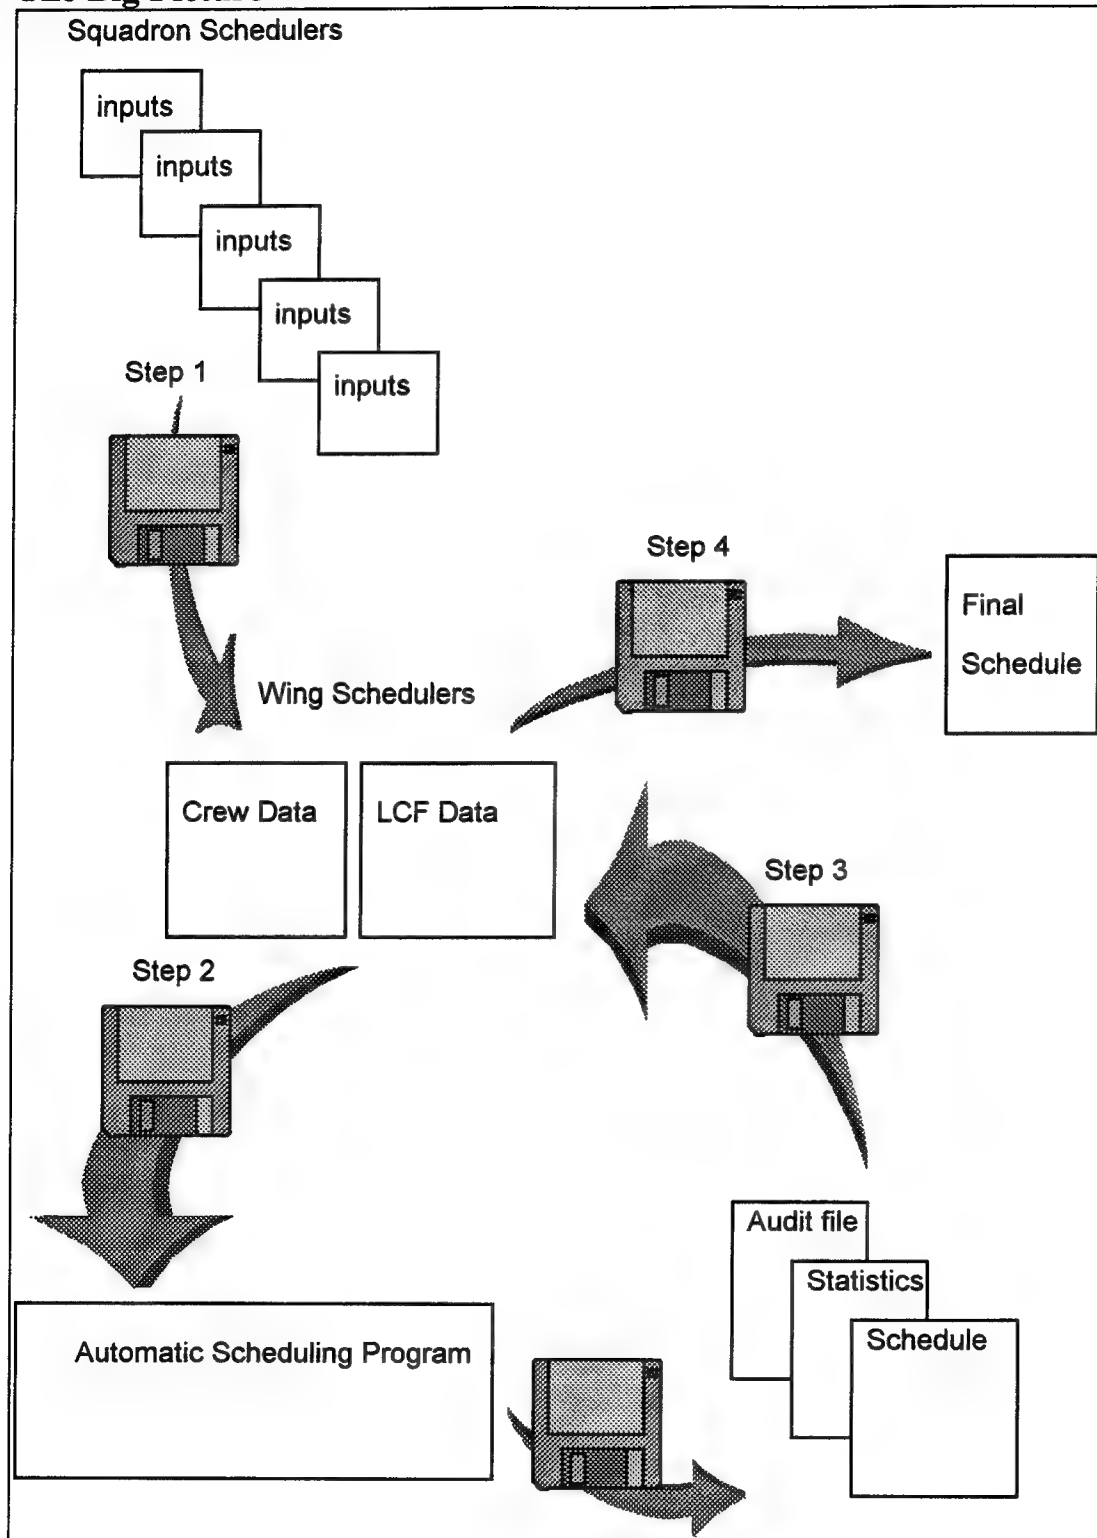 Squadron Schedulers
inputs
inputs
inputs
inputs
inputs
Step 1
Step 4
Final
Schedule
Wing Schedulers
Crew Data
LCF Data
Step 3
Step 2
Audit file
Statistics
Schedule
Automatic Scheduling Program